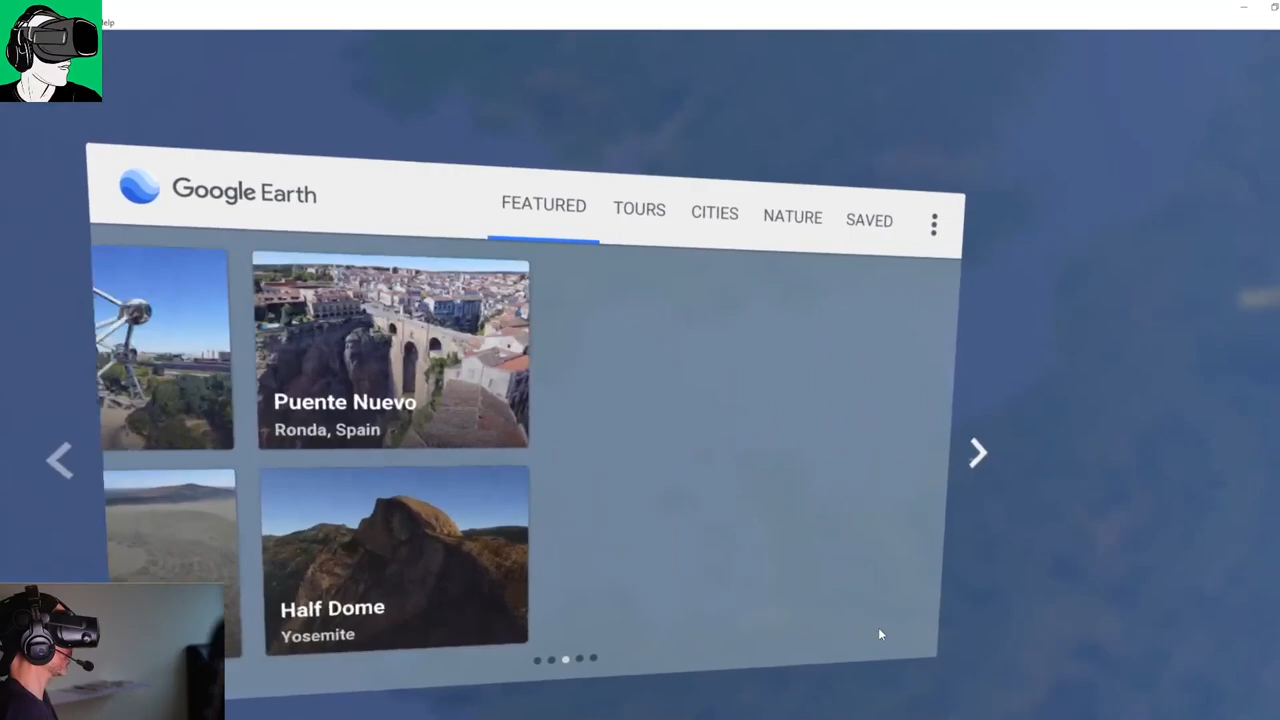 Google Earth
FEATURED
TOURS
CITIES
NATURE
SAVED
Puente Nuevo
Ronda, Spain
Half Dome
Yosemite